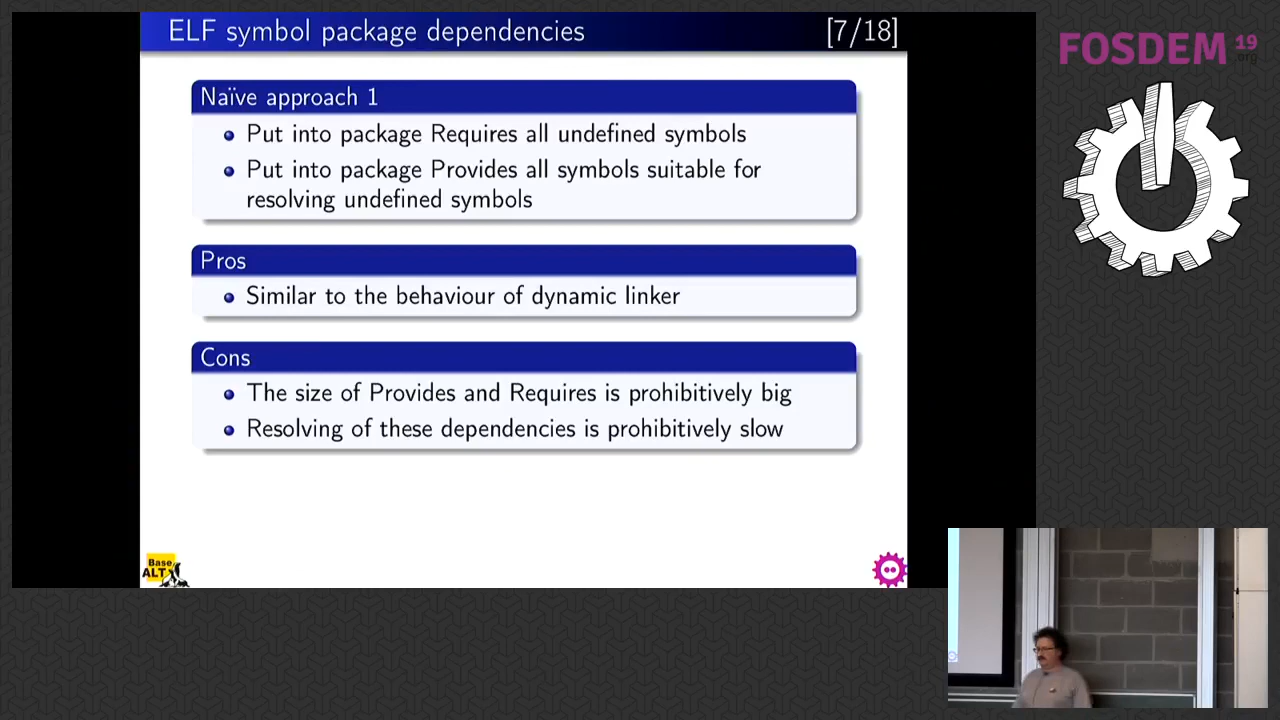 ELF symbol package dependencies [7/18]
Naïve approach 1
Put into package Requires all undefined symbols
Put into package Provides all symbols suitable for
resolving undefined symbols
Pros
Similar to the behaviour of dynamic linker
Cons
The size of Provides and Requires is prohibitively big
Resolving of these dependencies is prohibitively slow
Base
ALT
FOSDEM 19
.org